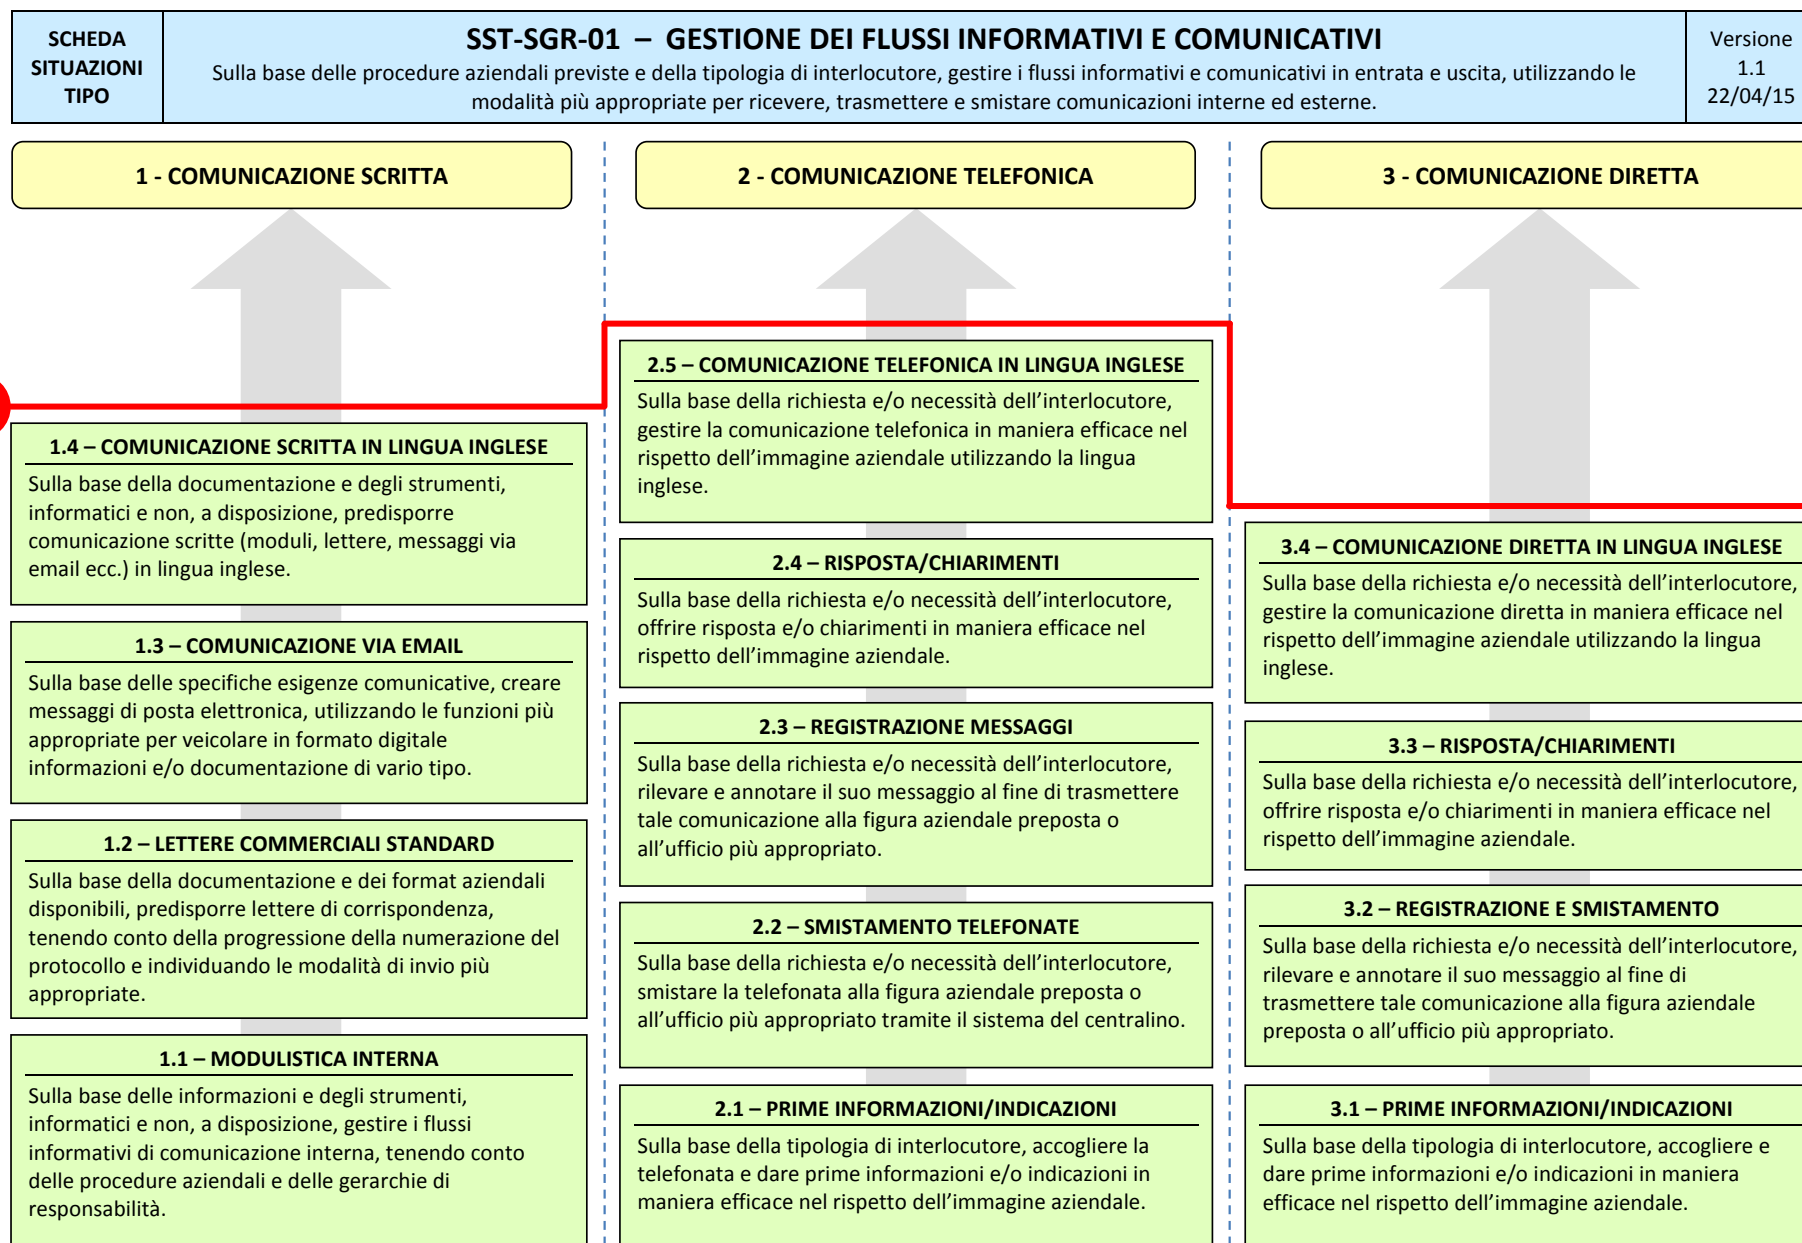 SCHEDA
SITUAZIONI
TIPO
SST-SGR-01 – GESTIONE DEI FLUSSI INFORMATIVI E COMUNICATIVI
Sulla base delle procedure aziendali previste e della tipologia di interlocutore, gestire i flussi informativi e comunicativi in entrata e uscita, utilizzando le
modalità più appropriate per ricevere, trasmettere e smistare comunicazioni interne ed esterne.
Versione
1.1
22/04/15
1 - COMUNICAZIONE SCRITTA
1.4 – COMUNICAZIONE SCRITTA IN LINGUA INGLESE
Sulla base della documentazione e degli strumenti,
informatici e non, a disposizione, predisporre
comunicazione scritte (moduli, lettere, messaggi via
email ecc.) in lingua inglese.
1.3 – COMUNICAZIONE VIA EMAIL
Sulla base delle specifiche esigenze comunicative, creare
messaggi di posta elettronica, utilizzando le funzioni più
appropriate per veicolare in formato digitale
informazioni e/o documentazione di vario tipo.
1.2 – LETTERE COMMERCIALI STANDARD
Sulla base della documentazione e dei format aziendali
disponibili, predisporre lettere di corrispondenza,
tenendo conto della progressione della numerazione del
protocollo e individuando le modalità di invio più
appropriate.
1.1 – MODULISTICA INTERNA
Sulla base delle informazioni e degli strumenti,
informatici e non, a disposizione, gestire i flussi
informativi di comunicazione interna, tenendo conto
delle procedure aziendali e delle gerarchie di
responsabilità.
2 - COMUNICAZIONE TELEFONICA
2.5 – COMUNICAZIONE TELEFONICA IN LINGUA INGLESE
Sulla base della richiesta e/o necessità dell’interlocutore,
gestire la comunicazione telefonica in maniera efficace nel
rispetto dell’immagine aziendale utilizzando la lingua
inglese.
2.4 – RISPOSTA/CHIARIMENTI
Sulla base della richiesta e/o necessità dell’interlocutore,
offrire risposta e/o chiarimenti in maniera efficace nel
rispetto dell’immagine aziendale.
2.3 – REGISTRAZIONE MESSAGGI
Sulla base della richiesta e/o necessità dell’interlocutore,
rilevare e annotare il suo messaggio al fine di trasmettere
tale comunicazione alla figura aziendale preposta o
all’ufficio più appropriato.
2.2 – SMISTAMENTO TELEFONATE
Sulla base della richiesta e/o necessità dell’interlocutore,
smistare la telefonata alla figura aziendale preposta o
all’ufficio più appropriato tramite il sistema del centralino.
2.1 – PRIME INFORMAZIONI/INDICAZIONI
Sulla base della tipologia di interlocutore, accogliere la
telefonata e dare prime informazioni e/o indicazioni in
maniera efficace nel rispetto dell’immagine aziendale.
3 - COMUNICAZIONE DIRETTA
3.4 – COMUNICAZIONE DIRETTA IN LINGUA INGLESE
Sulla base della richiesta e/o necessità dell’interlocutore,
gestire la comunicazione diretta in maniera efficace nel
rispetto dell’immagine aziendale utilizzando la lingua
inglese.
3.3 – RISPOSTA/CHIARIMENTI
Sulla base della richiesta e/o necessità dell’interlocutore,
offrire risposta e/o chiarimenti in maniera efficace nel
rispetto dell’immagine aziendale.
3.2 – REGISTRAZIONE E SMISTAMENTO
Sulla base della richiesta e/o necessità dell’interlocutore,
rilevare e annotare il suo messaggio al fine di
trasmettere tale comunicazione alla figura aziendale
preposta o all’ufficio più appropriato.
3.1 – PRIME INFORMAZIONI/INDICAZIONI
Sulla base della tipologia di interlocutore, accogliere e
dare prime informazioni e/o indicazioni in maniera
efficace nel rispetto dell’immagine aziendale.